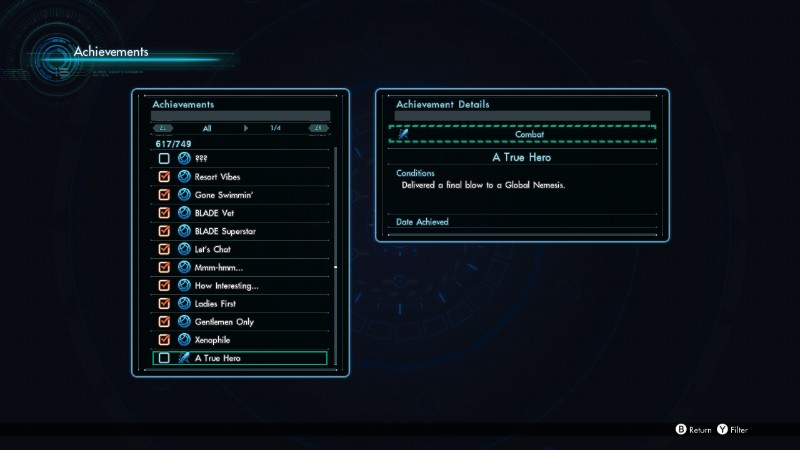 Achievements
Achievements
ZL All 1/4 ZR
617/749
???
Resort Vibes
Gone Swimmin'
BLADE Vet
BLADE Superstar
Let's Chat
Mmm-hmm...
How Interesting...
Ladies First
Gentlemen Only
Xenophile
A True Hero
Achievement Details
Combat
A True Hero
Conditions
Delivered a final blow to a Global Nemesis.
Date Achieved
B Return Y Filter